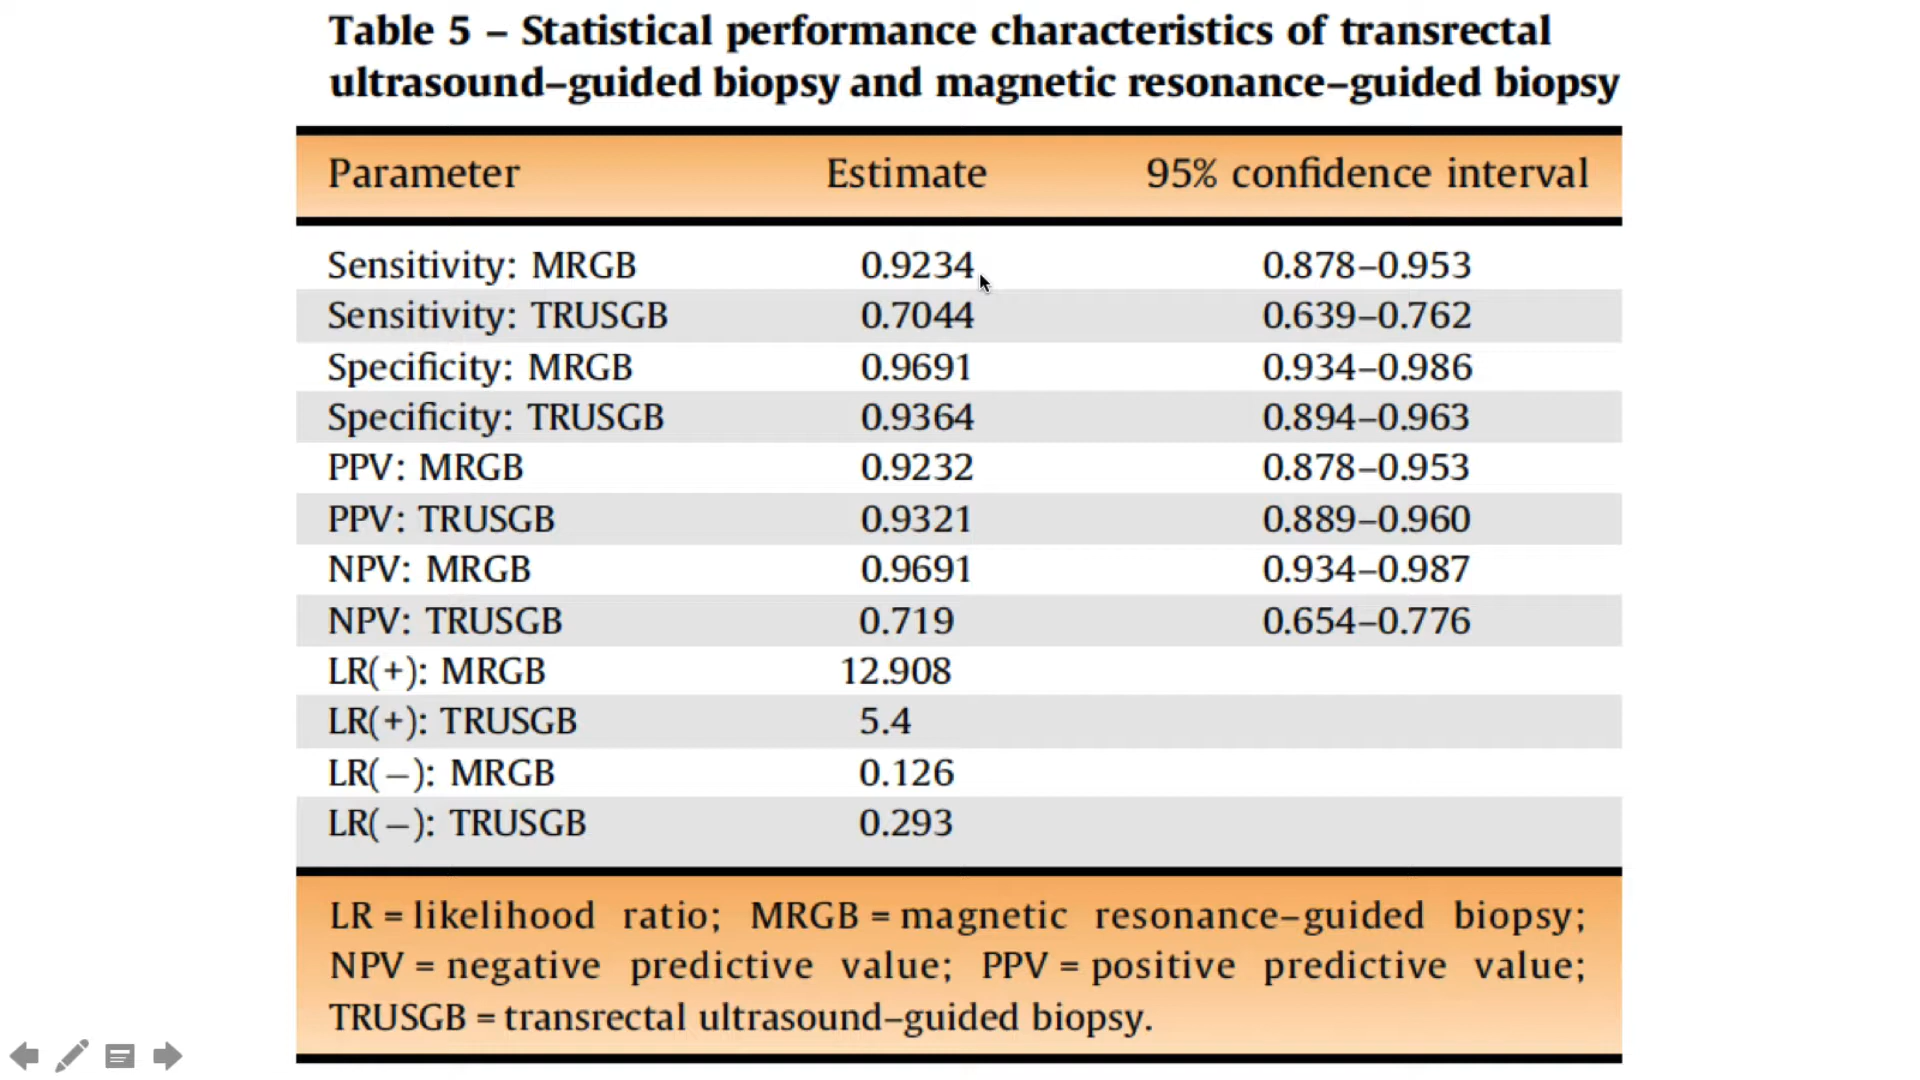 Table 5 – Statistical performance characteristics of transrectal
ultrasound–guided biopsy and magnetic resonance–guided biopsy
Parameter Estimate 95% confidence interval
Sensitivity: MRGB 0.9234 0.878–0.953
Sensitivity: TRUSGB 0.7044 0.639–0.762
Specificity: MRGB 0.9691 0.934–0.986
Specificity: TRUSGB 0.9364 0.894–0.963
PPV: MRGB 0.9232 0.878–0.953
PPV: TRUSGB 0.9321 0.889–0.960
NPV: MRGB 0.9691 0.934–0.987
NPV: TRUSGB 0.719 0.654–0.776
LR(+): MRGB 12.908
LR(+): TRUSGB 5.4
LR(−): MRGB 0.126
LR(−): TRUSGB 0.293
LR = likelihood ratio; MRGB = magnetic resonance–guided biopsy;
NPV = negative predictive value; PPV = positive predictive value;
TRUSGB = transrectal ultrasound–guided biopsy.